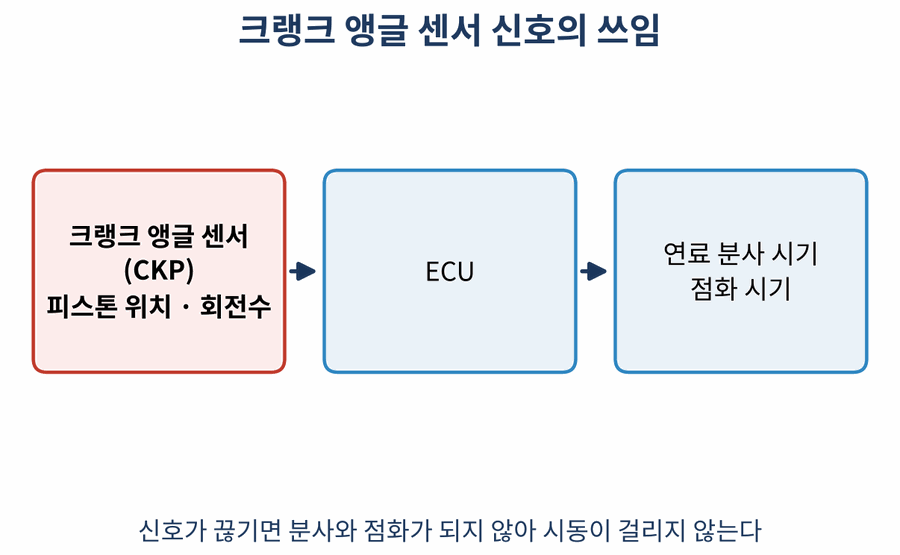 크랭크 앵글 센서 신호의 쓰임
크랭크 앵글 센서
(CKP)
피스톤 위치 · 회전수
ECU
연료 분사 시기
점화 시기
신호가 끊기면 분사와 점화가 되지 않아 시동이 걸리지 않는다